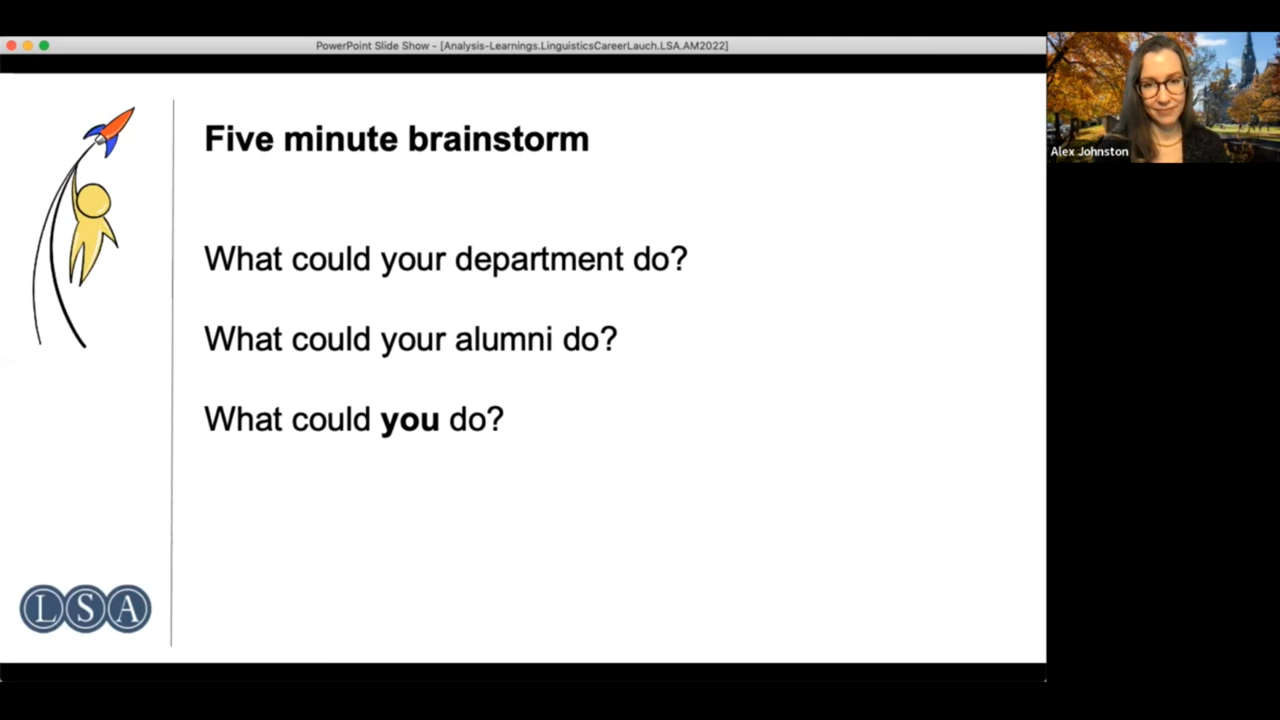 PowerPoint Slide Show - [Analysis-Learnings.LinguisticsCareerLauch.LSA.AM2022]
Five minute brainstorm
What could your department do?
What could your alumni do?
What could you do?
LSA
Alex Johnston